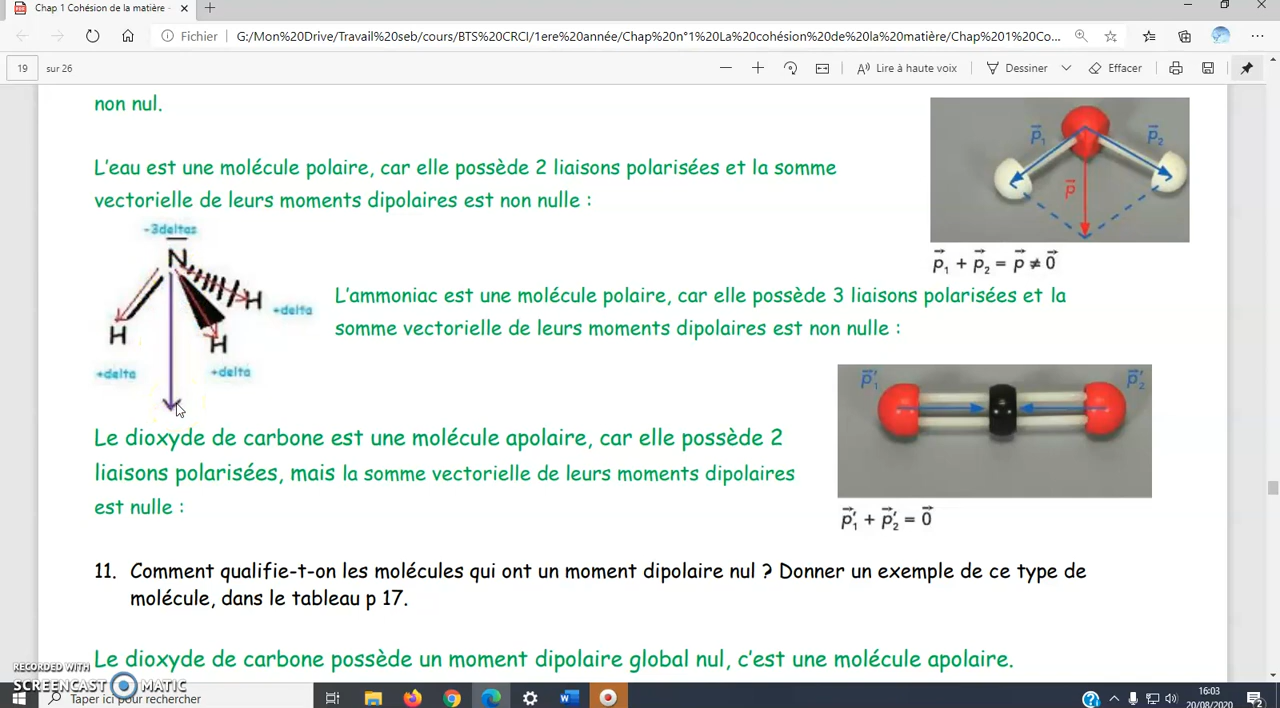 Chap 1 Cohésion de la matière -
Fichier
G:/Mon%20Drive/Travail%20seb/cours/BTS%20CRCI/1ere%20année/Chap%20n°1%20La%20cohésion%20de%20la%20matière/Chap%201%20Co...
19 sur 26
Lire à haute voix
Dessiner
Effacer
non nul.
L'eau est une molécule polaire, car elle possède 2 liaisons polarisées et la somme
vectorielle de leurs moments dipolaires est non nulle :
p₁ p₂
p
p⃗₁ + p⃗₂ = p⃗ ≠ 0⃗
-3deltas
N
H
+delta
H
H
+delta
+delta
L'ammoniac est une molécule polaire, car elle possède 3 liaisons polarisées et la
somme vectorielle de leurs moments dipolaires est non nulle :
p⃗₁′ p⃗₂′
Le dioxyde de carbone est une molécule apolaire, car elle possède 2
liaisons polarisées, mais la somme vectorielle de leurs moments dipolaires
est nulle :
p⃗₁′ + p⃗₂′ = 0⃗
11. Comment qualifie-t-on les molécules qui ont un moment dipolaire nul ? Donner un exemple de ce type de
molécule, dans le tableau p 17.
Le dioxyde de carbone possède un moment dipolaire global nul, c'est une molécule apolaire.
RECORDED WITH
SCREENCAST MATIC
Taper ici pour rechercher
16:03
20/08/2020
2